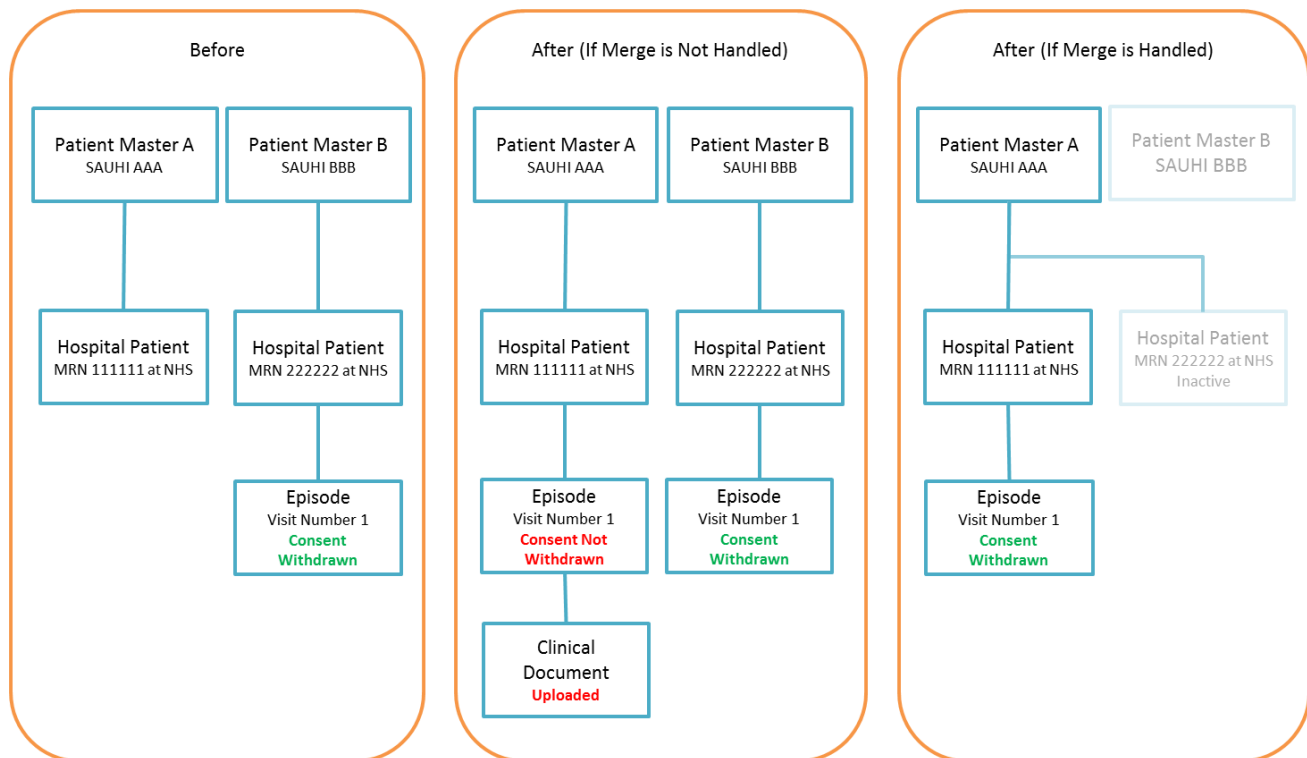 Before
Patient Master A
SAUHI AAA
Patient Master B
SAUHI BBB
Hospital Patient
MRN 111111 at NHS
Hospital Patient
MRN 222222 at NHS
Episode
Visit Number 1
Consent
Withdrawn
After (If Merge is Not Handled)
Patient Master A
SAUHI AAA
Patient Master B
SAUHI BBB
Hospital Patient
MRN 111111 at NHS
Hospital Patient
MRN 222222 at NHS
Episode
Visit Number 1
Consent Not
Withdrawn
Episode
Visit Number 1
Consent
Withdrawn
Clinical
Document
Uploaded
After (If Merge is Handled)
Patient Master A
SAUHI AAA
Patient Master B
SAUHI BBB
Hospital Patient
MRN 111111 at NHS
Hospital Patient
MRN 222222 at NHS
Inactive
Episode
Visit Number 1
Consent
Withdrawn